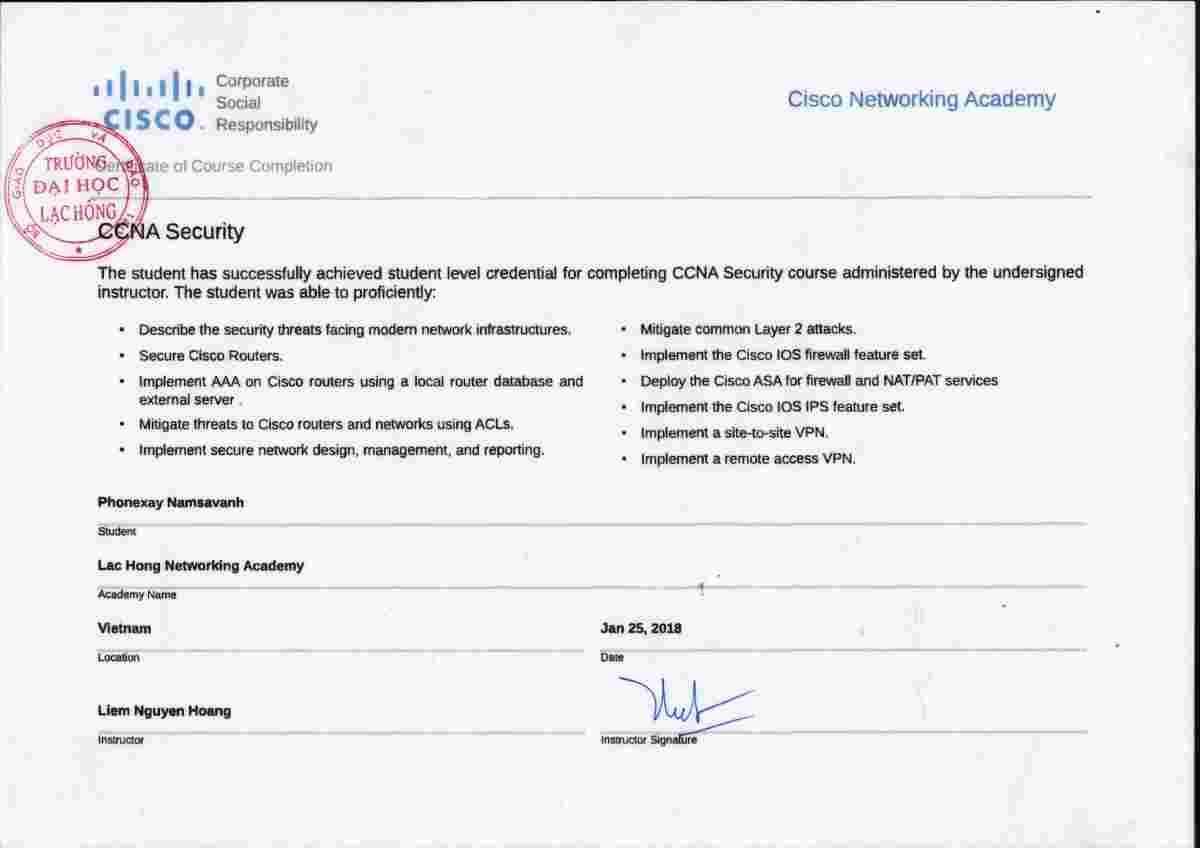 Corporate
Social
CISCO. Responsibility
Cisco Networking Academy
BỘ GIÁO DỤC VÀ ĐÀO
TRƯỜNG
ĐẠI HỌC
LẠC HỒNG
Certificate of Course Completion
CCNA Security
The student has successfully achieved student level credential for completing CCNA Security course administered by the undersigned
instructor. The student was able to proficiently:
• Describe the security threats facing modern network infrastructures.
• Secure Cisco Routers.
• Implement AAA on Cisco routers using a local router database and
external server .
• Mitigate threats to Cisco routers and networks using ACLs.
• Implement secure network design, management, and reporting.
• Mitigate common Layer 2 attacks.
• Implement the Cisco IOS firewall feature set.
• Deploy the Cisco ASA for firewall and NAT/PAT services
• Implement the Cisco IOS IPS feature set.
• Implement a site-to-site VPN.
• Implement a remote access VPN.
Phonexay Namsavanh
Student
Lac Hong Networking Academy
Academy Name
Vietnam
Location
Jan 25, 2018
Date
Liem Nguyen Hoang
Instructor
Instructor Signature